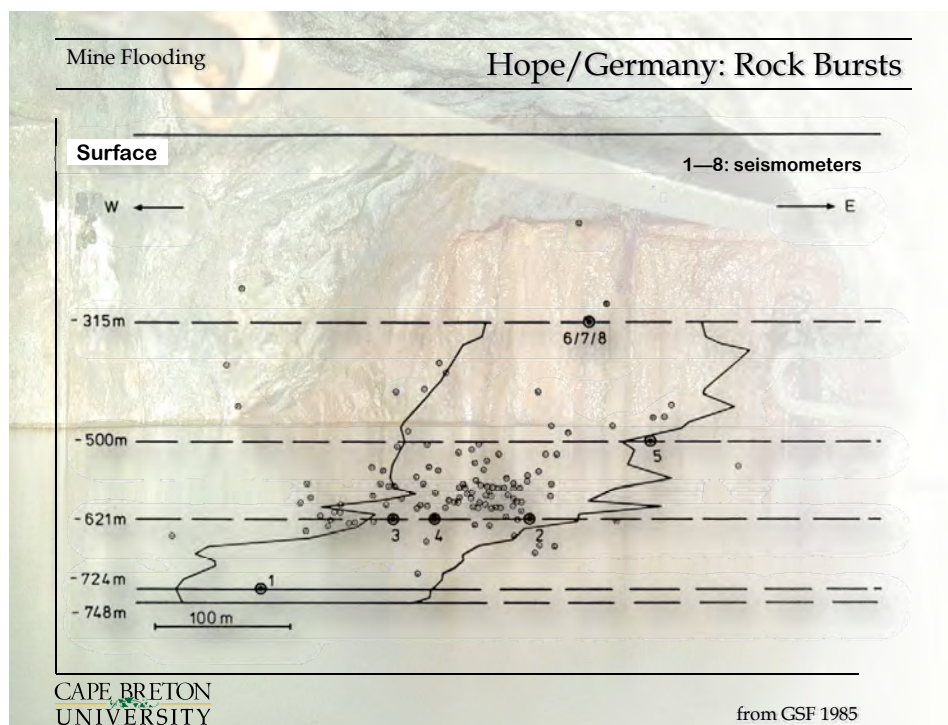 Mine Flooding
Hope/Germany: Rock Bursts
Surface
1—8: seismometers
W
E
- 315m
6/7/8
- 500m
5
- 621m
3
4
2
- 724m
1
- 748m
100 m
CAPE BRETON
UNIVERSITY
from GSF 1985